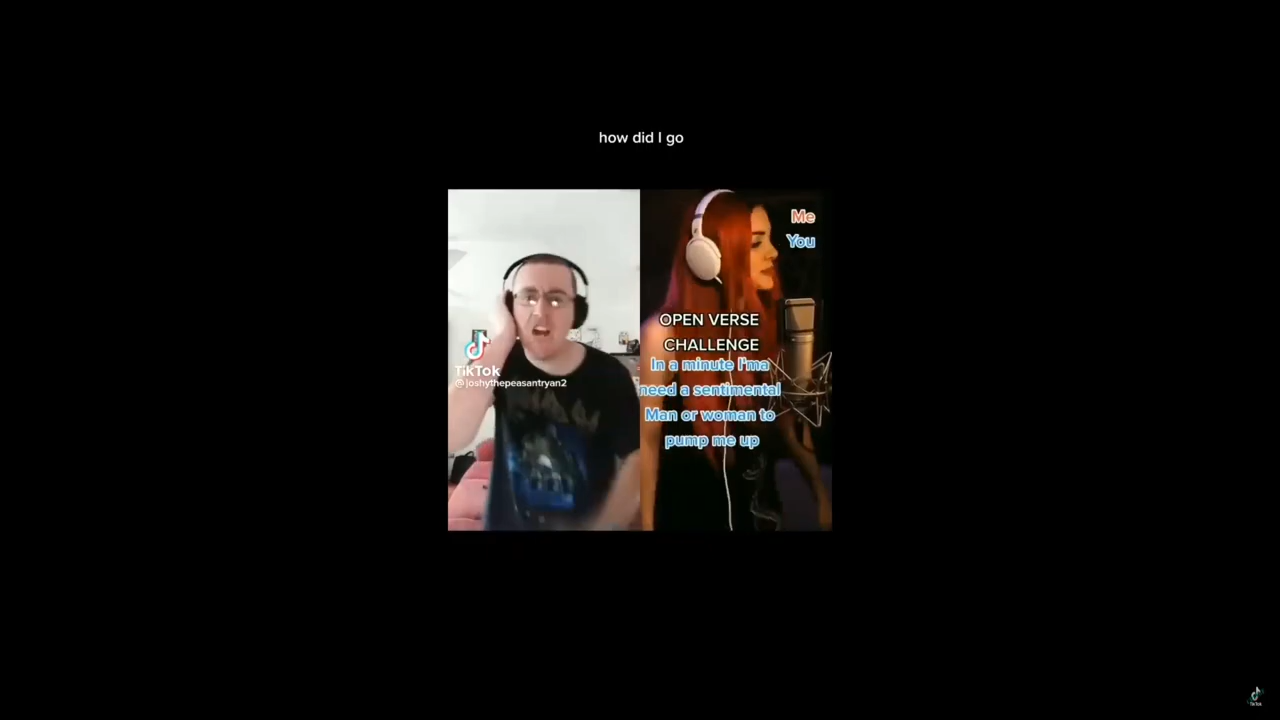 how did I go
Me
You
OPEN VERSE
CHALLENGE
In a minute I'ma
need a sentimental
Man or woman to
pump me up
TikTok
@joshythepeasantryan2
TikTok